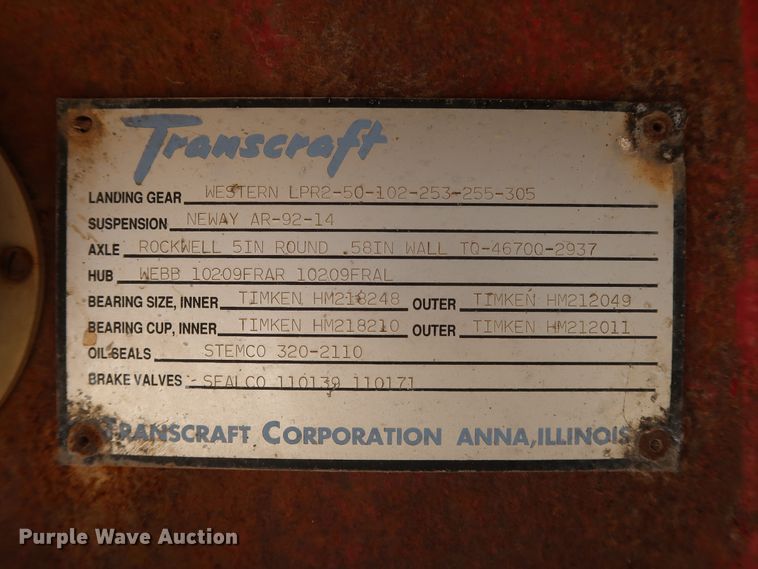 Transcraft
LANDING GEAR WESTERN LPR2-50-102-253-255-305
SUSPENSION NEWAY AR-92-14
AXLE ROCKWELL 5IN ROUND .58IN WALL TQ-4670Q-2937
HUB WEBB 10209FRAR 10209FRAL
BEARING SIZE, INNER TIMKEN HM218248 OUTER TIMKEN HM212049
BEARING CUP, INNER TIMKEN HM218210 OUTER TIMKEN HM212011
OIL SEALS STEMCO 320-2110
BRAKE VALVES SEALCO 110139 110171
TRANSCRAFT CORPORATION ANNA, ILLINOIS
Purple Wave Auction